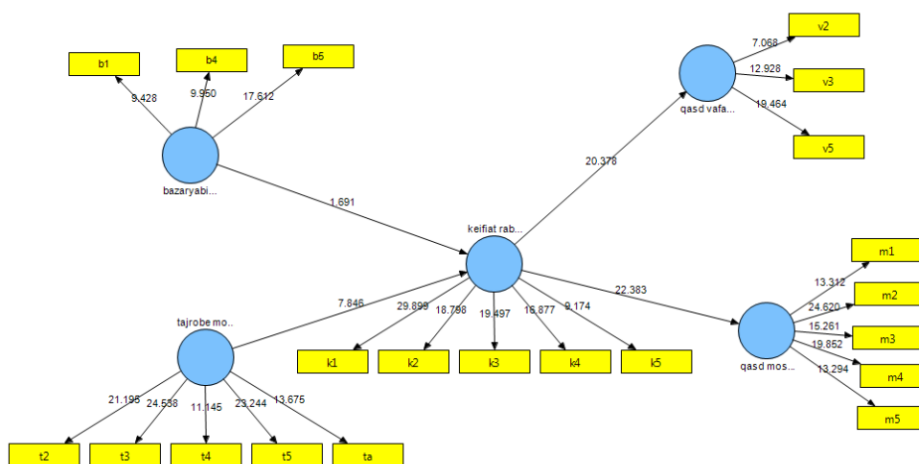 v2
7.068
b4
b6
b1
12.928
v3
9.428
9.950
17.612
qasd vafa...
19.464
v5
20.378
bazaryabi...
1.691
keifiat rab...
m1
13.312
22.383
24.620
m2
7.846
29.899
18.798
19.497
16.877
9.174
15.261
tajrobe mo..
m3
19.852
k1
k2
k3
k4
k5
qasd mos...
13.294
m4
21.195
24.538
11.145
23.244
13.675
m5
t2
t3
t4
t5
ta